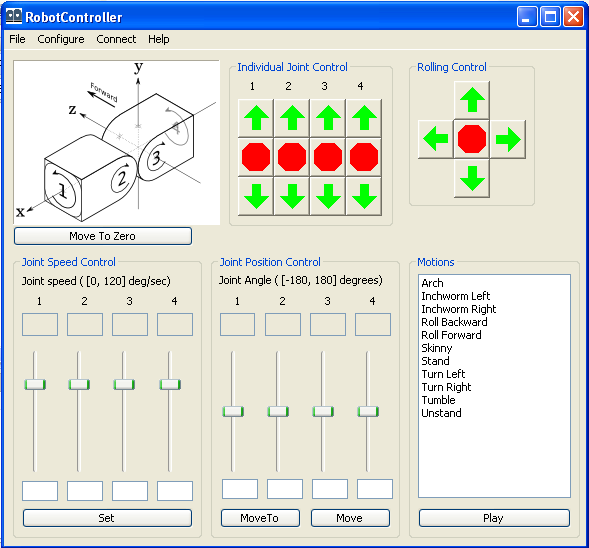 RobotController
File Configure Connect Help
y
Forward
z
x
1
2
3
4
Move To Zero
Individual Joint Control
1 2 3 4
Rolling Control
Joint Speed Control
Joint speed ( [0, 120] deg/sec)
1 2 3 4
Set
Joint Position Control
Joint Angle ( [-180, 180] degrees)
1 2 3 4
MoveTo Move
Motions
Arch
Inchworm Left
Inchworm Right
Roll Backward
Roll Forward
Skinny
Stand
Turn Left
Turn Right
Tumble
Unstand
Play